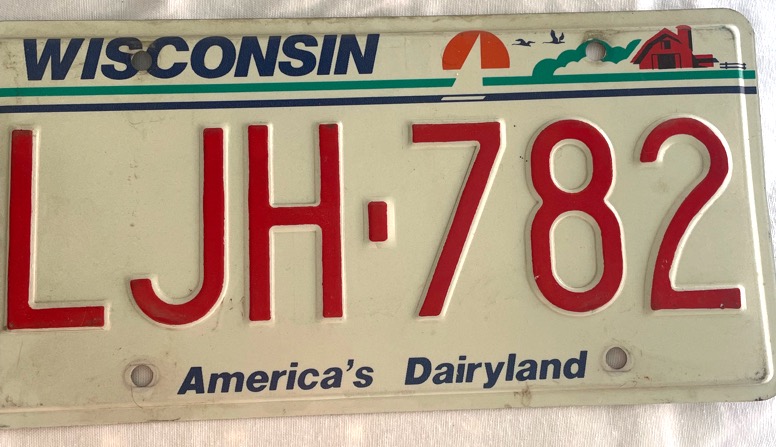 WISCONSIN
LJH-782
America's Dairyland